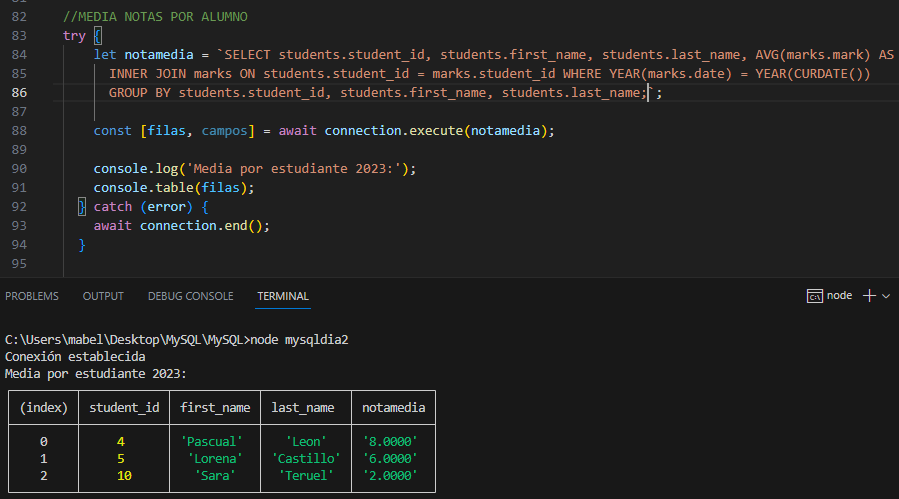 82 //MEDIA NOTAS POR ALUMNO
83 try {
84 let notamedia = `SELECT students.student_id, students.first_name, students.last_name, AVG(marks.mark) AS
85 INNER JOIN marks ON students.student_id = marks.student_id WHERE YEAR(marks.date) = YEAR(CURDATE())
86 GROUP BY students.student_id, students.first_name, students.last_name;`;
87
88 const [filas, campos] = await connection.execute(notamedia);
89
90 console.log('Media por estudiante 2023:');
91 console.table(filas);
92 } catch (error) {
93 await connection.end();
94 }
95
PROBLEMS OUTPUT DEBUG CONSOLE TERMINAL node
C:\Users\mabel\Desktop\MySQL\MySQL>node mysqldia2
Conexión establecida
Media por estudiante 2023:
(index) student_id first_name last_name notamedia
0 4 'Pascual' 'Leon' '8.0000'
1 5 'Lorena' 'Castillo' '6.0000'
2 10 'Sara' 'Teruel' '2.0000'